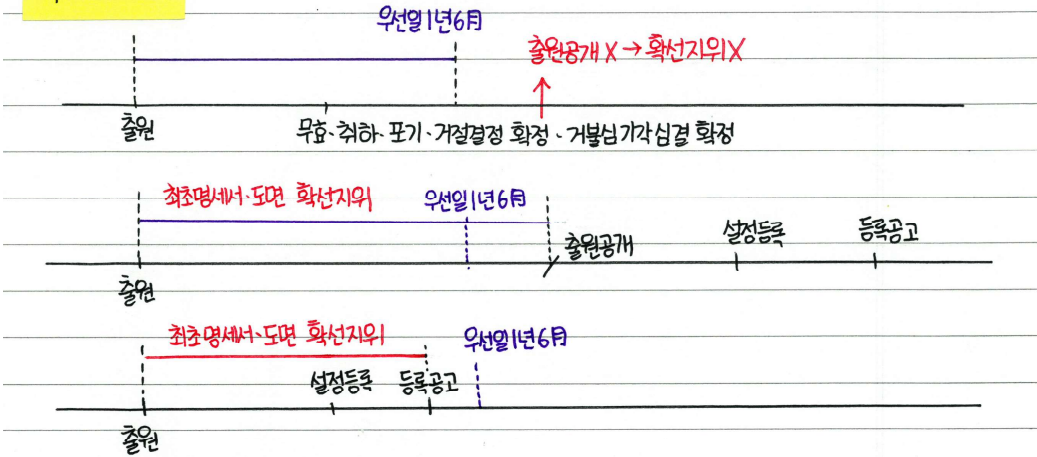 우선일 1년 6月
출원공개 X → 확선지위 X
출원
무효·취하·포기·거절결정 확정·거불심 기각심결 확정
최초명세서·도면 확선지위
우선일 1년 6月
출원공개
설정등록
등록공고
출원
최초명세서·도면 확선지위
우선일 1년 6月
설정등록
등록공고
출원